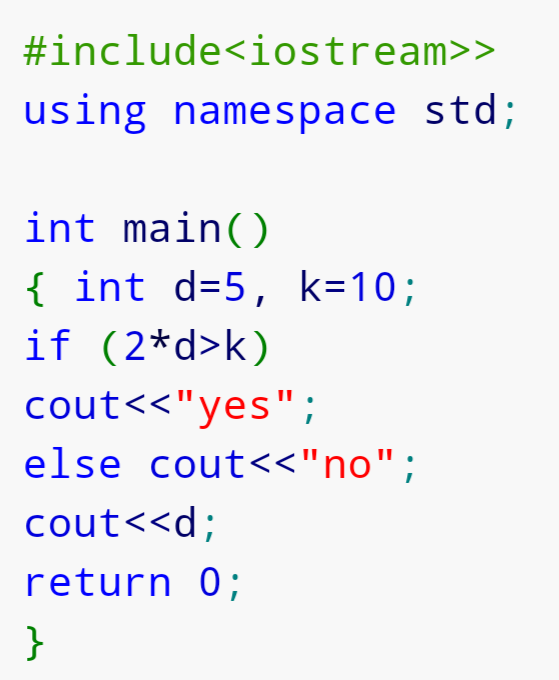 #include<iostream>>
using namespace std;

int main()
{ int d=5, k=10;
if (2*d>k)
cout<<"yes";
else cout<<"no";
cout<<d;
return 0;
}